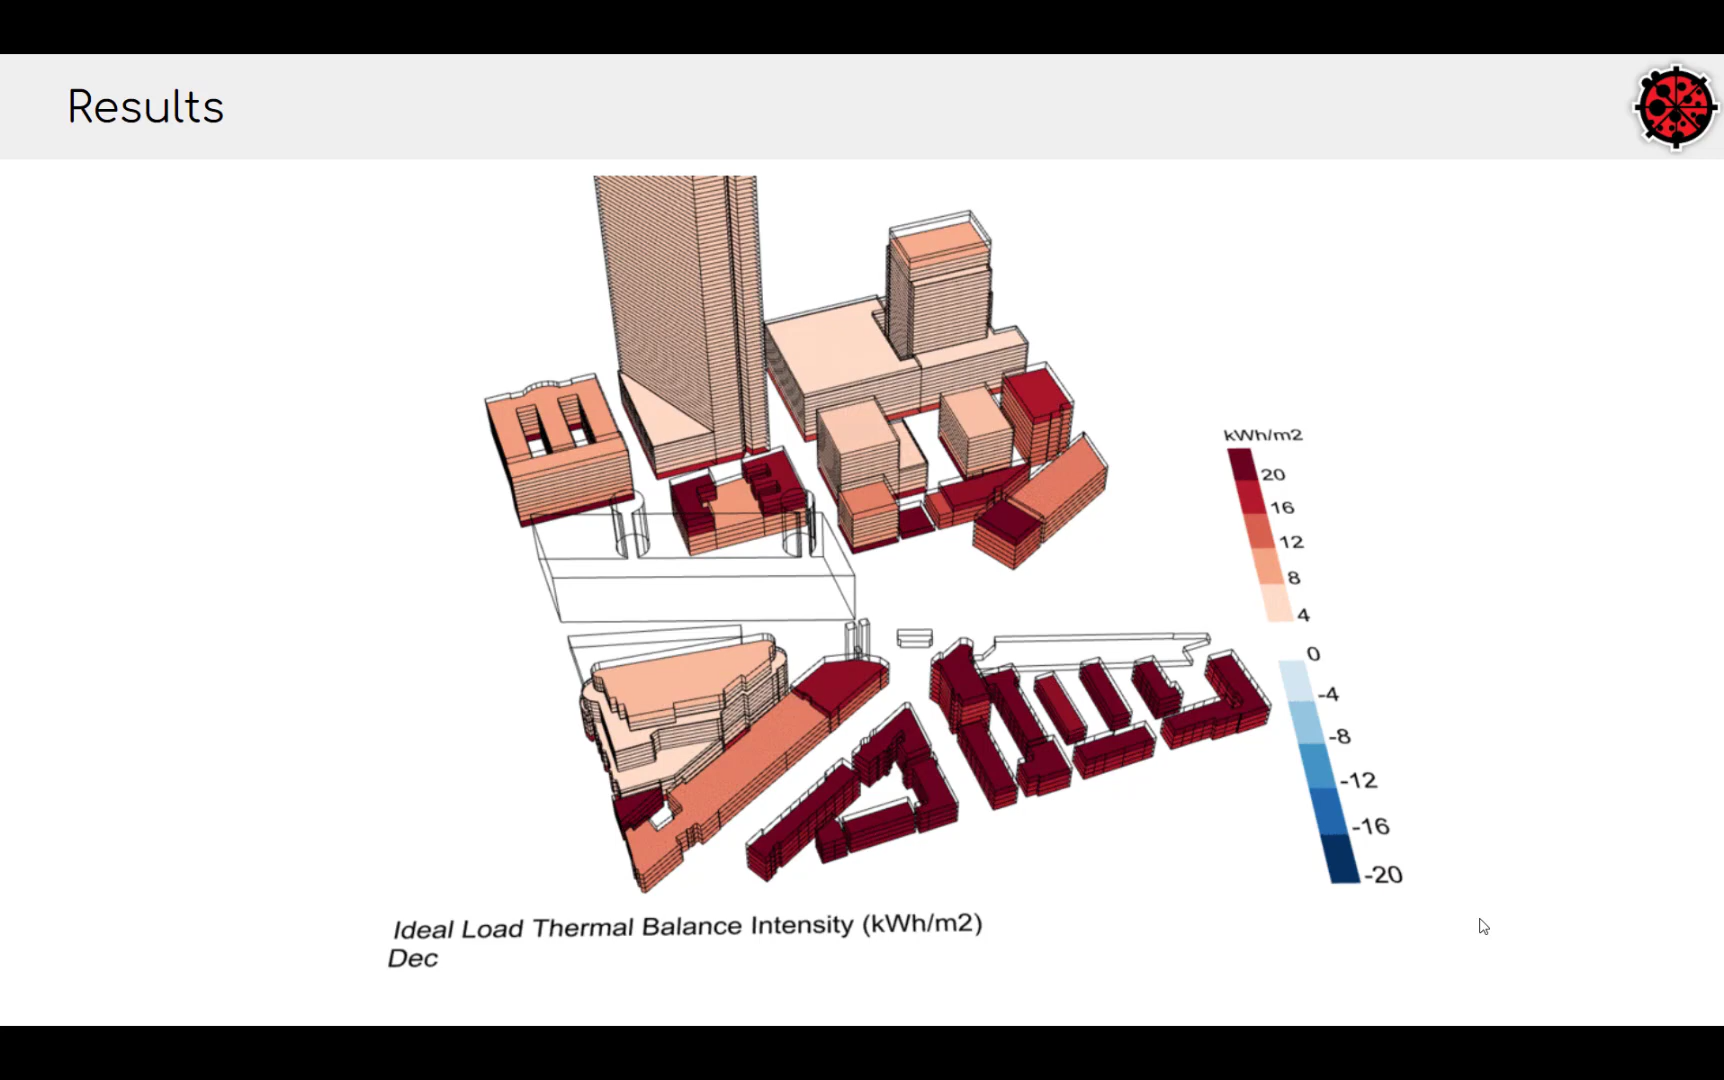 Results
kWh/m2
20
16
12
8
4
0
-4
-8
-12
-16
-20
Ideal Load Thermal Balance Intensity (kWh/m2)
Dec